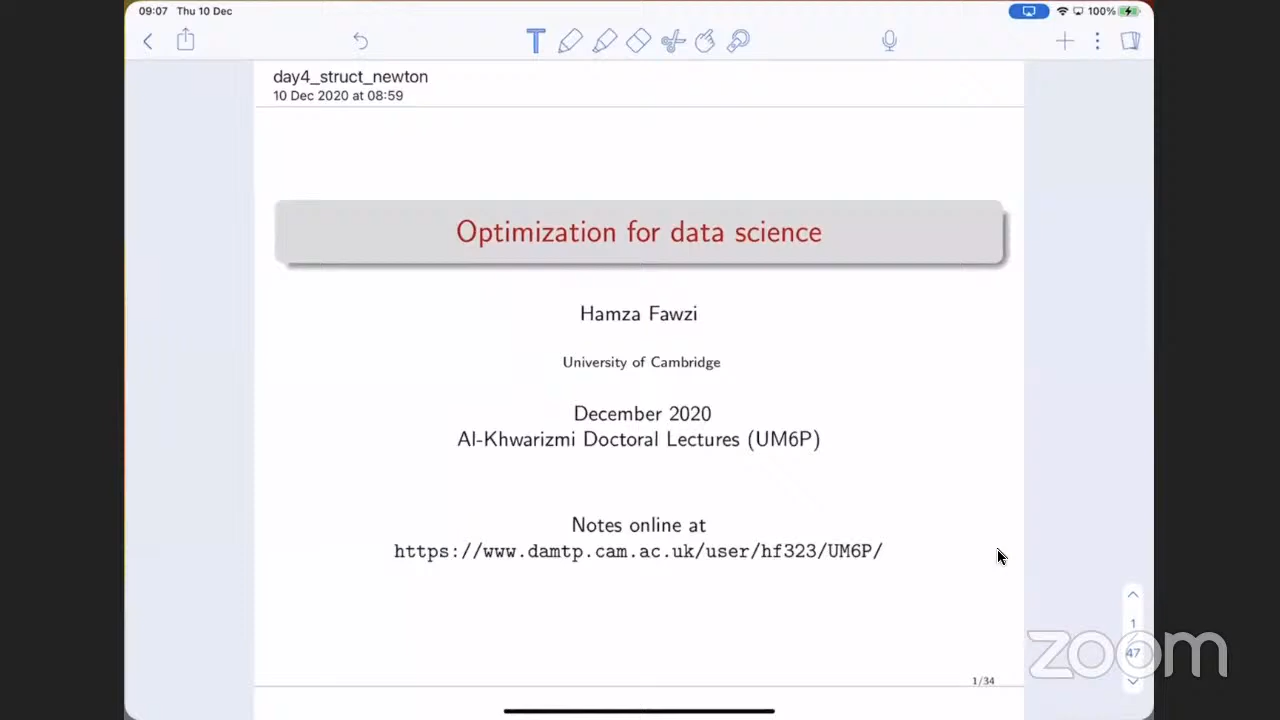 09:07 Thu 10 Dec
100%
T
day4_struct_newton
10 Dec 2020 at 08:59
Optimization for data science
Hamza Fawzi
University of Cambridge
December 2020
Al-Khwarizmi Doctoral Lectures (UM6P)
Notes online at
https://www.damtp.cam.ac.uk/user/hf323/UM6P/
1
47
zoom
1/34